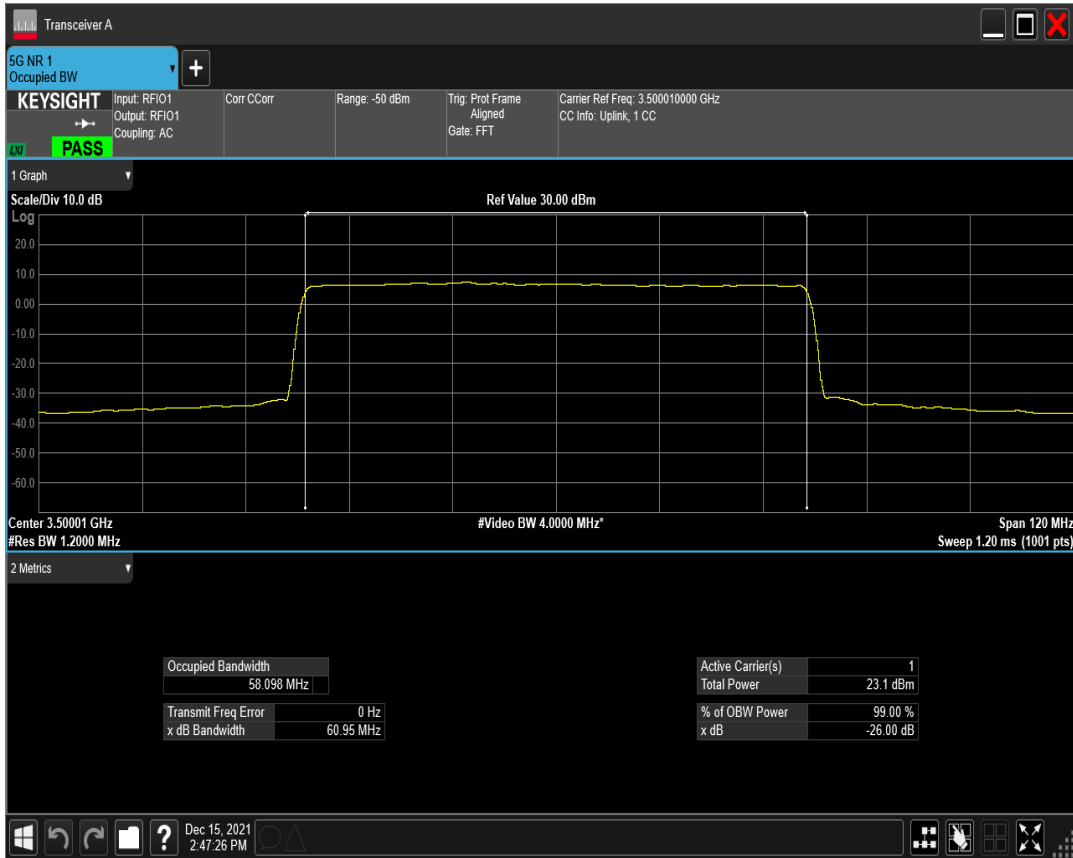 Transceiver A
5G NR 1
Occupied BW
KEYSIGHT
LXI
PASS
Input: RFIO1
Output: RFIO1
Coupling: AC
Corr CCorr
Range: -50 dBm
Trig: Prot Frame
Aligned
Gate: FFT
Carrier Ref Freq: 3.500010000 GHz
CC Info: Uplink, 1 CC
1 Graph
Scale/Div 10.0 dB
Ref Value 30.00 dBm
Log
20.0
10.0
0.00
-10.0
-20.0
-30.0
-40.0
-50.0
-60.0
Center 3.50001 GHz
#Video BW 4.0000 MHz*
Span 120 MHz
#Res BW 1.2000 MHz
Sweep 1.20 ms (1001 pts)
2 Metrics
Occupied Bandwidth
58.098 MHz
Transmit Freq Error 0 Hz
x dB Bandwidth 60.95 MHz
Active Carrier(s) 1
Total Power 23.1 dBm
% of OBW Power 99.00 %
x dB -26.00 dB
?
Dec 15, 2021
2:47:26 PM